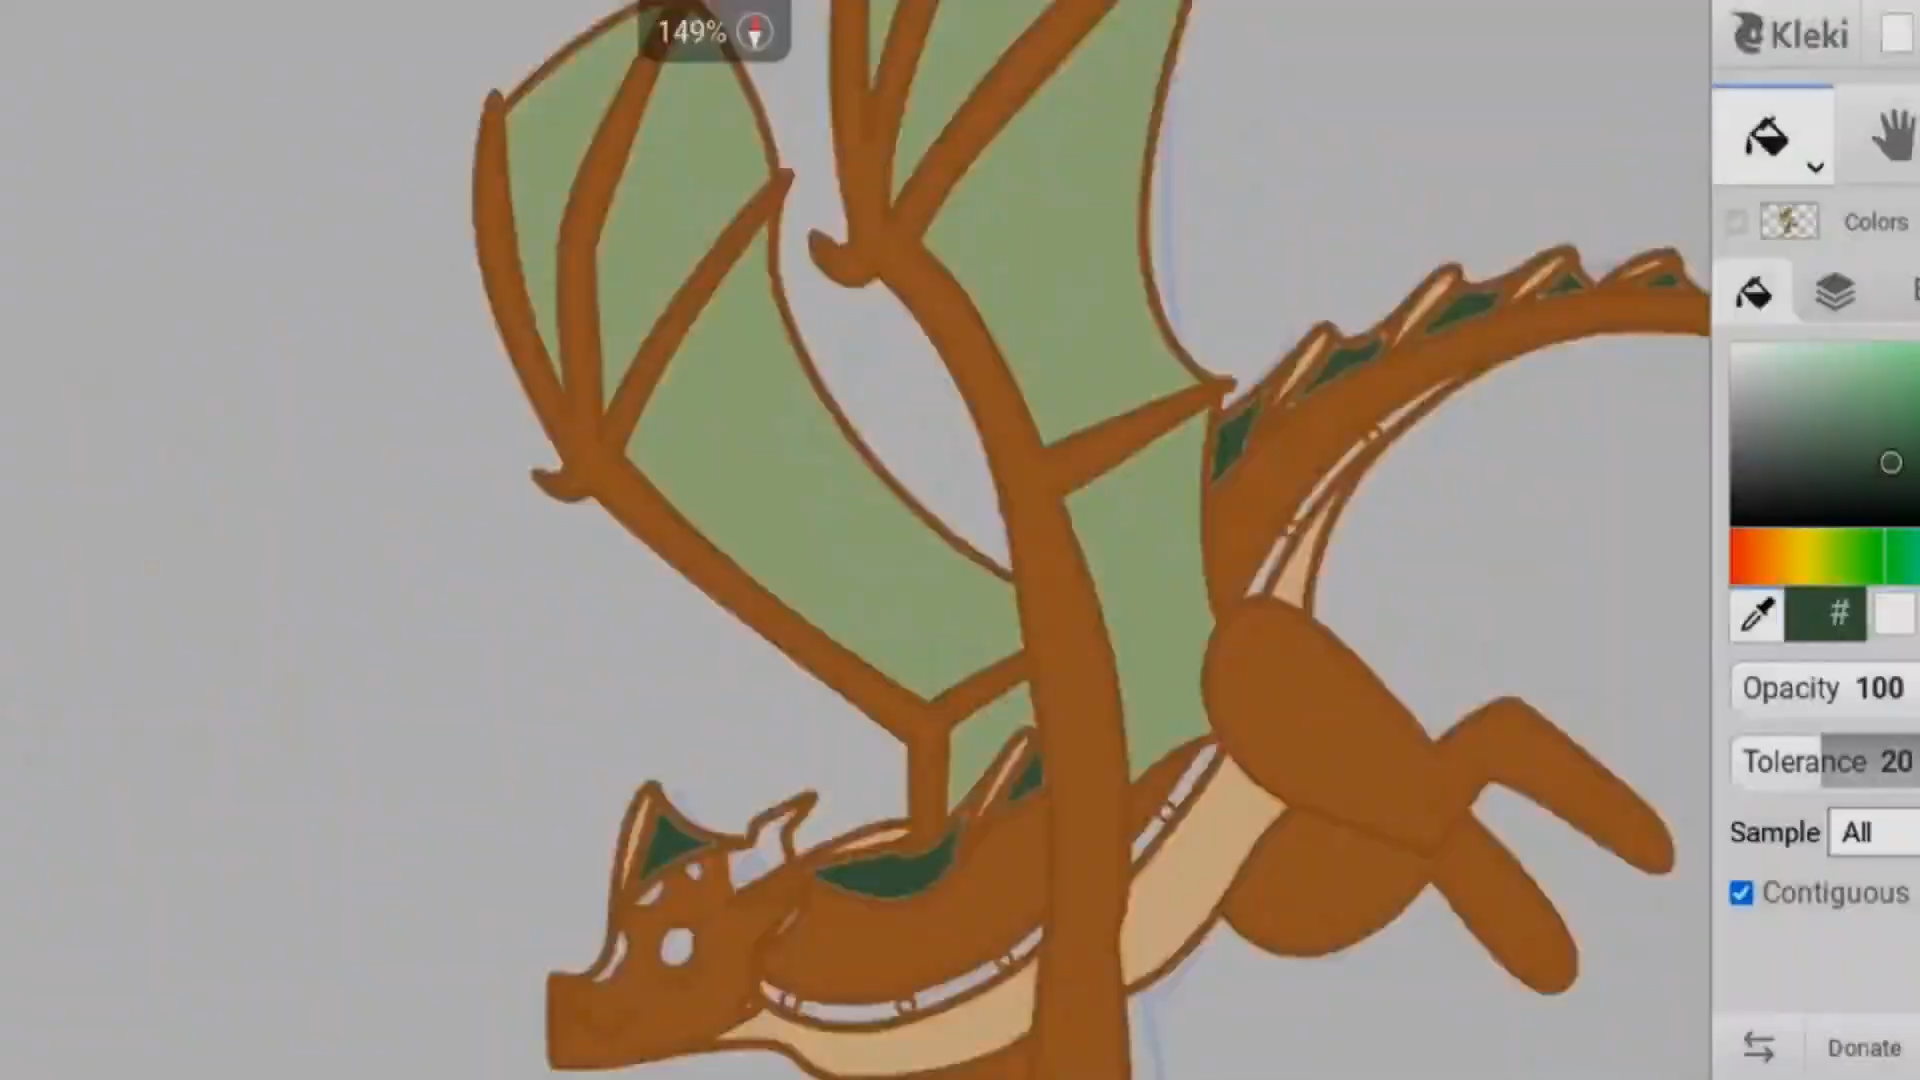 149%
Kleki
Colors
#
Opacity 100
Tolerance 20
Sample All
Contiguous
Donate